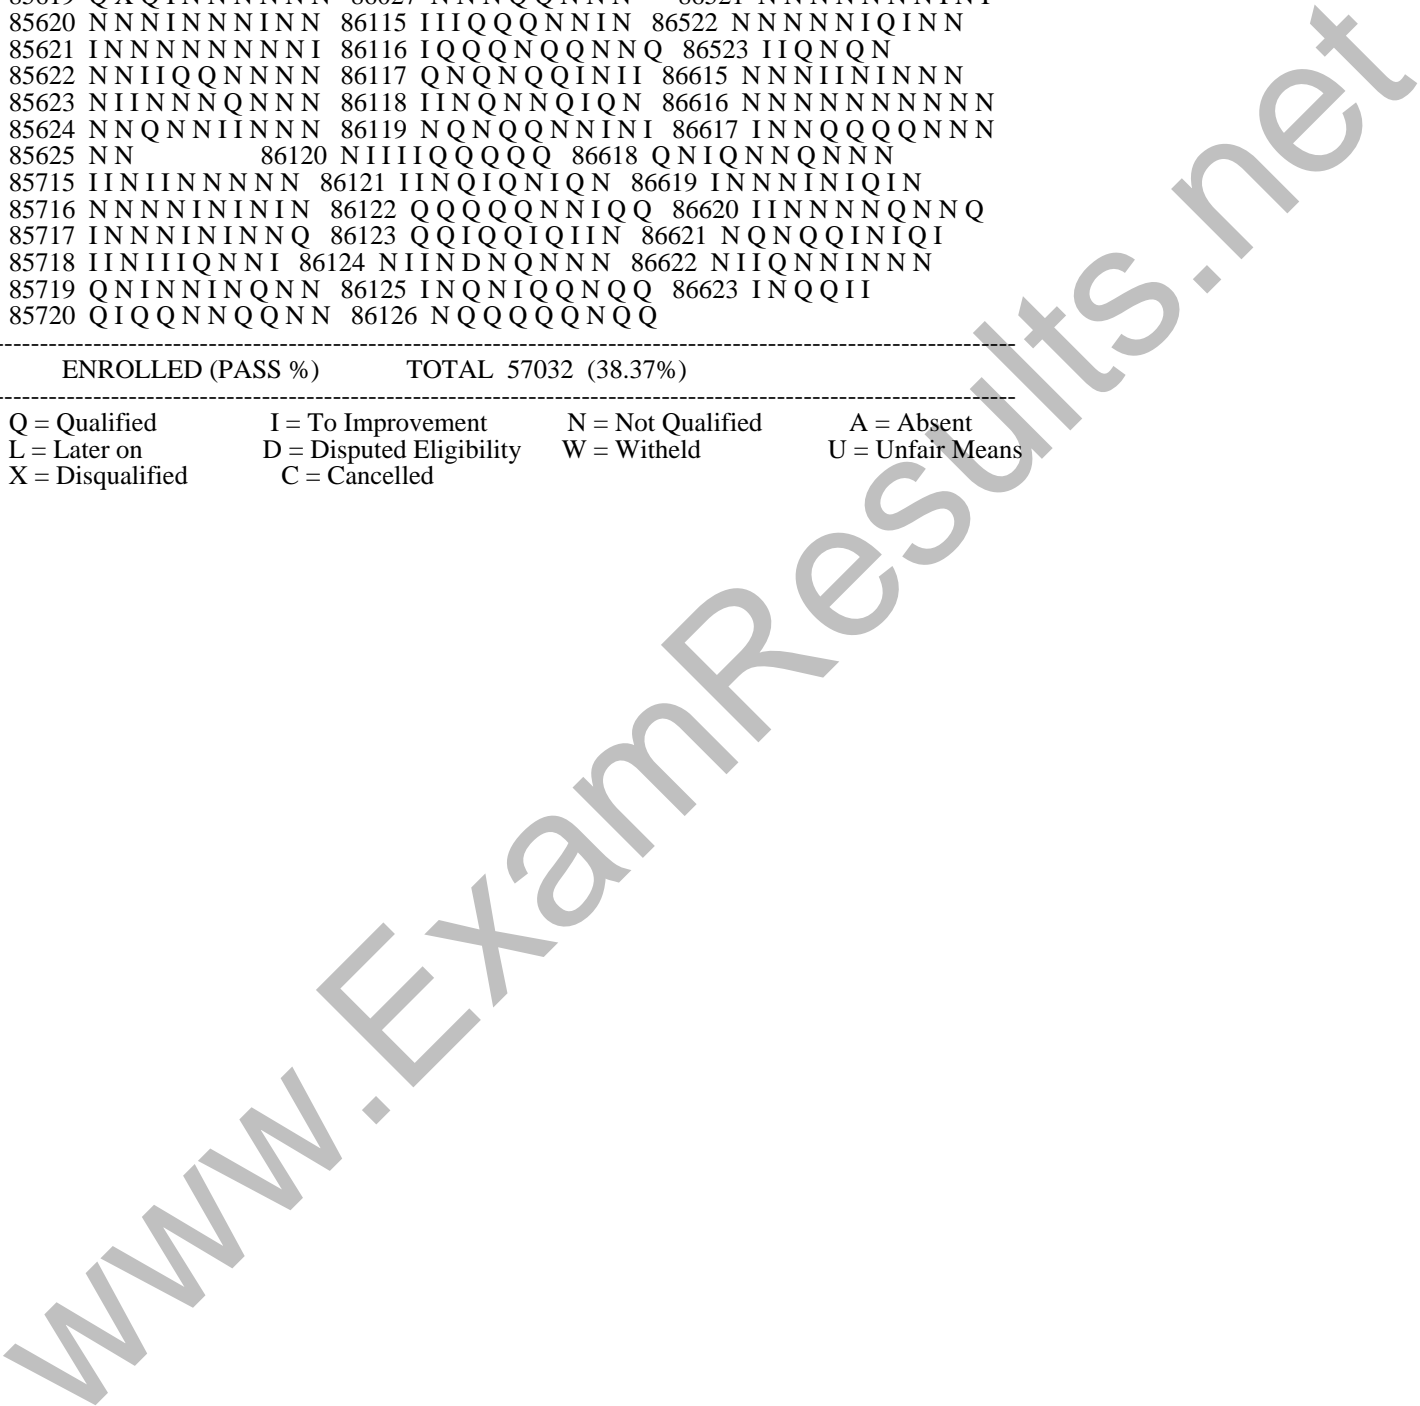 85619 Q X Q I N N N N N N 86027 N N N Q Q N N N 86521 N N N N N N N I N I
85620 N N N I N N N I N N 86115 I I I Q Q Q N N I N 86522 N N N N N I Q I N N
85621 I N N N N N N N N I 86116 I Q Q Q N Q Q N N Q 86523 I I Q N Q N
85622 N N I I Q Q N N N N 86117 Q N Q N Q Q I N I I 86615 N N N I I N I N N N
85623 N I I N N N Q N N N 86118 I I N Q N N Q I Q N 86616 N N N N N N N N N N
85624 N N Q N N I I N N N 86119 N Q N Q Q N N I N I 86617 I N N Q Q Q Q N N N
85625 N N 86120 N I I I I Q Q Q Q Q 86618 Q N I Q N N Q N N N
85715 I I N I I N N N N N 86121 I I N Q I Q N I Q N 86619 I N N N I N I Q I N
85716 N N N N I N I N I N 86122 Q Q Q Q Q N N I Q Q 86620 I I N N N N Q N N Q
85717 I N N N I N I N N Q 86123 Q Q I Q Q I Q I I N 86621 N Q N Q Q I N I Q I
85718 I I N I I I Q N N I 86124 N I I N D N Q N N N 86622 N I I Q N N I N N N
85719 Q N I N N I N Q N N 86125 I N Q N I Q Q N Q Q 86623 I N Q Q I I
85720 Q I Q Q N N Q Q N N 86126 N Q Q Q Q Q N Q Q
ENROLLED (PASS %) TOTAL 57032 (38.37%)
Q = Qualified I = To Improvement N = Not Qualified A = Absent
L = Later on D = Disputed Eligibility W = Witheld U = Unfair Means
X = Disqualified C = Cancelled
www.ExamResults.net